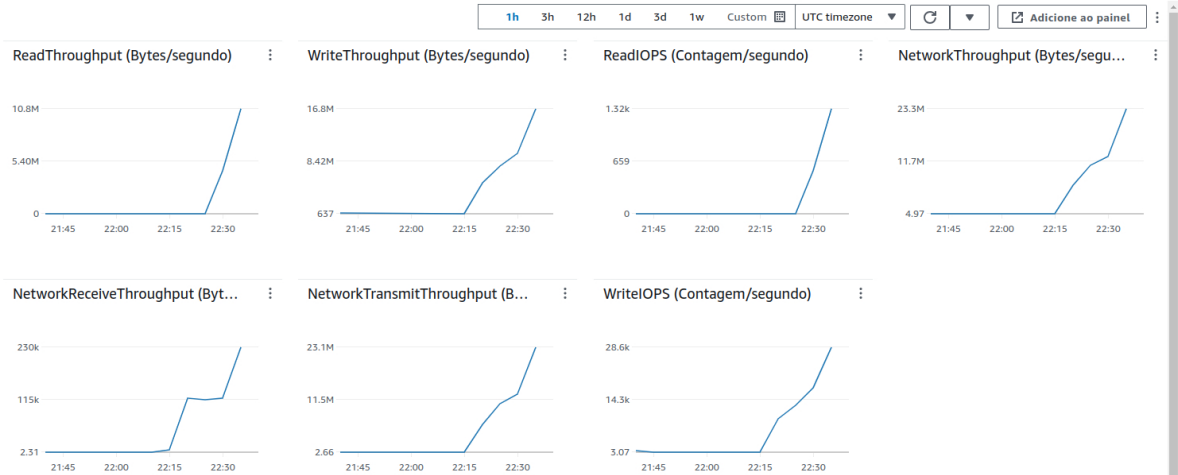 1h 3h 12h 1d 3d 1w Custom UTC timezone Adicione ao painel
ReadThroughput (Bytes/segundo)
10.8M
5.40M
0
21:45 22:00 22:15 22:30
WriteThroughput (Bytes/segundo)
16.8M
8.42M
637
21:45 22:00 22:15 22:30
ReadIOPS (Contagem/segundo)
1.32k
659
0
21:45 22:00 22:15 22:30
NetworkThroughput (Bytes/segu...
23.3M
11.7M
4.97
21:45 22:00 22:15 22:30
NetworkReceiveThroughput (Byt...
230k
115k
2.31
21:45 22:00 22:15 22:30
NetworkTransmitThroughput (B...
23.1M
11.5M
2.66
21:45 22:00 22:15 22:30
WriteIOPS (Contagem/segundo)
28.6k
14.3k
3.07
21:45 22:00 22:15 22:30